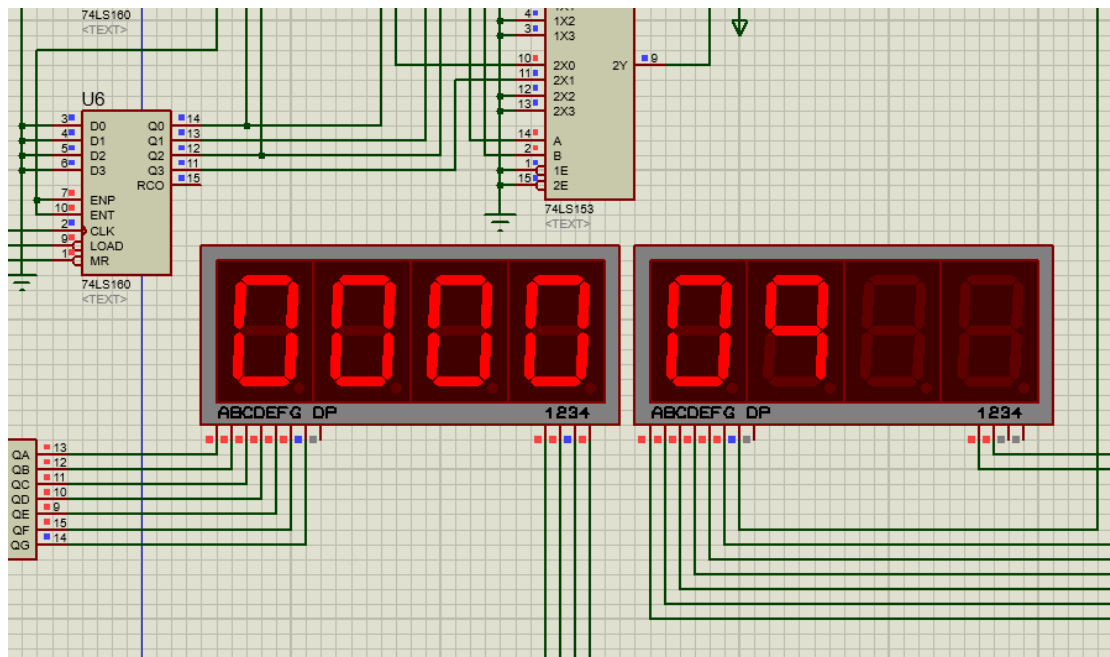 74LS160
<TEXT>
U6
3 D0 Q0 14
4 D1 Q1 13
5 D2 Q2 12
6 D3 Q3 11
RCO 15
7 ENP
10 ENT
2 CLK
9 LOAD
1 MR
74LS160
<TEXT>
4 1X2
3 1X3
10 2X0 2Y 9
11 2X1
12 2X2
13 2X3
14 A
2 B
1 1E
15 2E
74LS153
<TEXT>
0000
ABCDEFG DP 1234
09
ABCDEFG DP 1234
QA 13
QB 12
QC 11
QD 10
QE 9
QF 15
QG 14